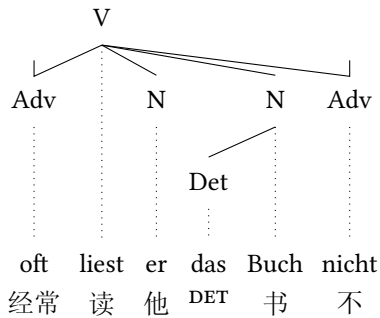 V
Adv N N Adv
Det
oft liest er das Buch nicht
经常 读 他 DET 书 不